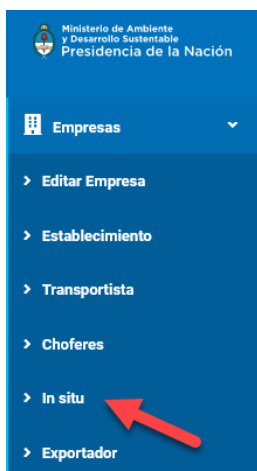 Ministerio de Ambiente
y Desarrollo Sustentable
Presidencia de la Nación
Empresas
Editar Empresa
Establecimiento
Transportista
Choferes
In situ
Exportador